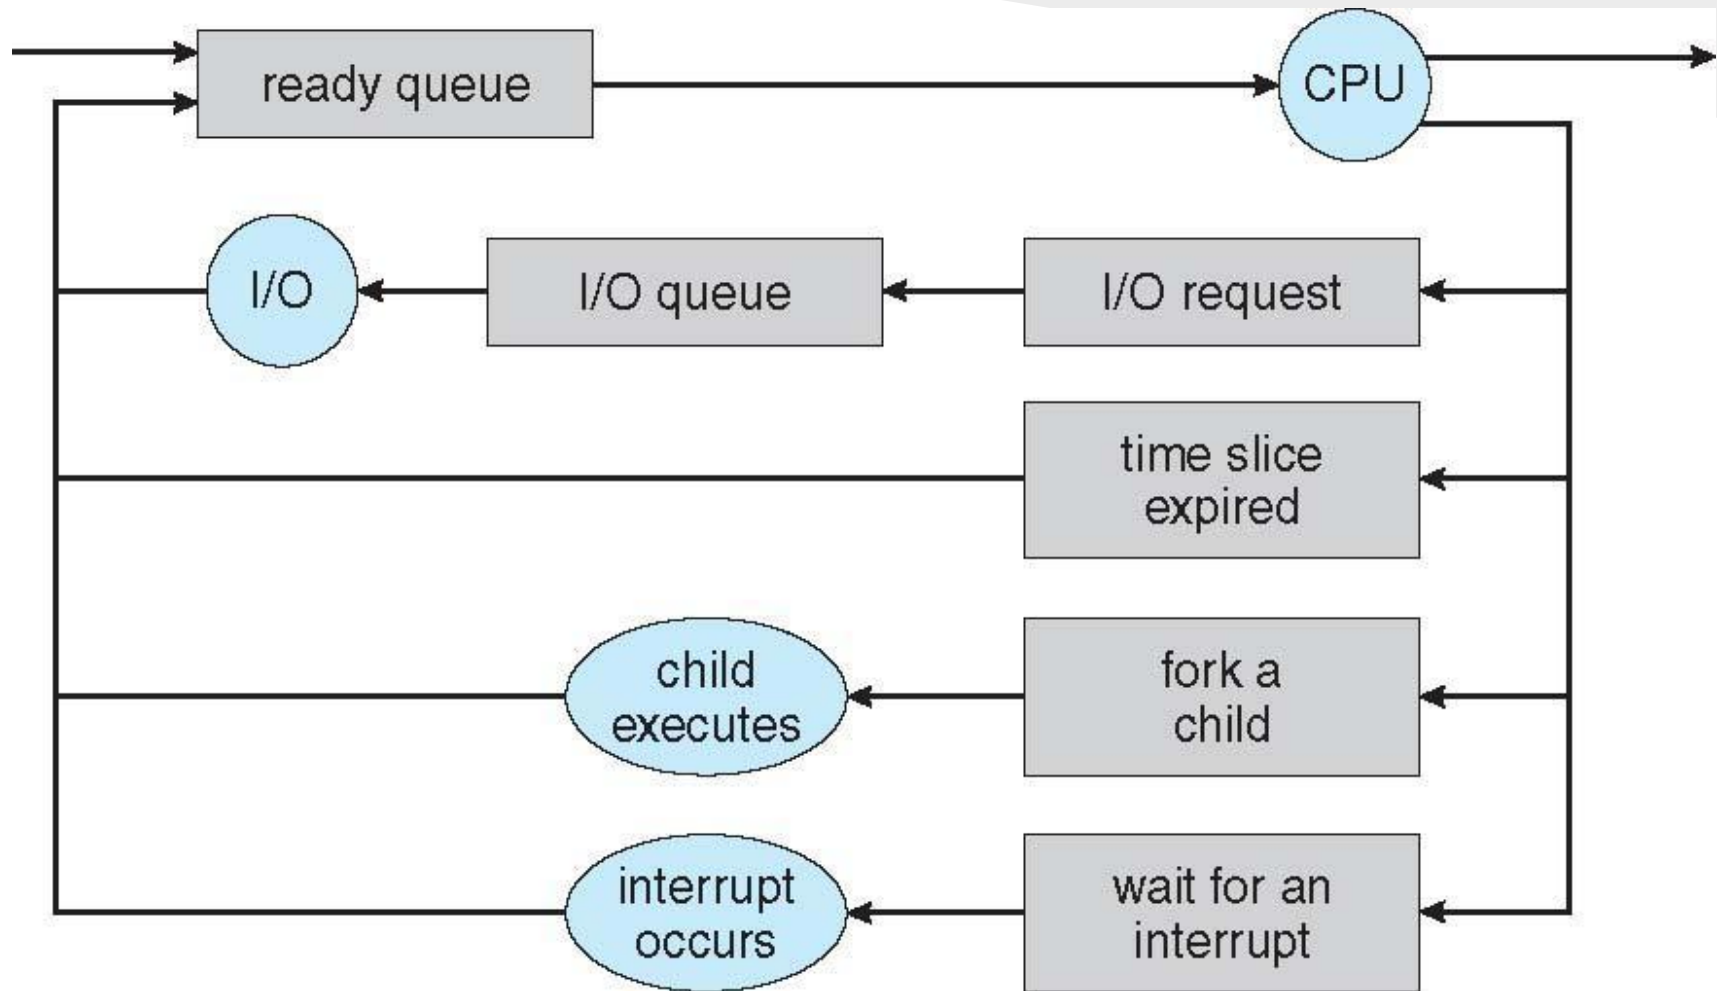 ready queue
CPU
I/O
I/O queue
I/O request
time slice
expired
child
executes
fork a
child
interrupt
occurs
wait for an
interrupt